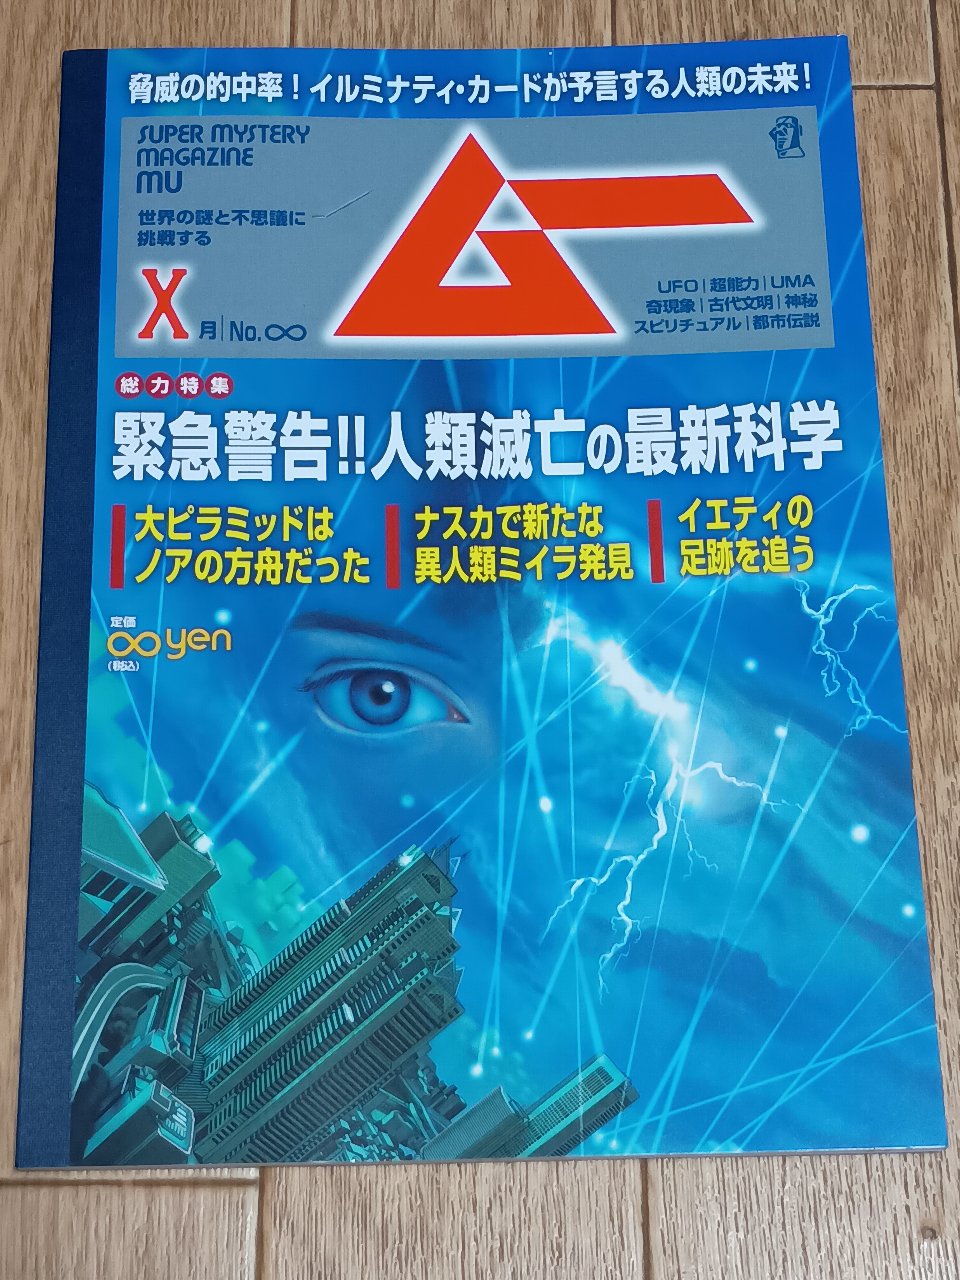 脅威の的中率！イルミナティ・カードが予言する人類の未来！
SUPER MYSTERY
MAGAZINE
MU
世界の謎と不思議に
挑戦する
X月 No.∞
ムー
UFO|超能力|UMA
奇現象|古代文明|神秘
スピリチュアル|都市伝説
総力特集
緊急警告!!人類滅亡の最新科学
大ピラミッドは
ノアの方舟だった
ナスカで新たな
異人類ミイラ発見
イエティの
足跡を追う
定価
∞yen
(税込)